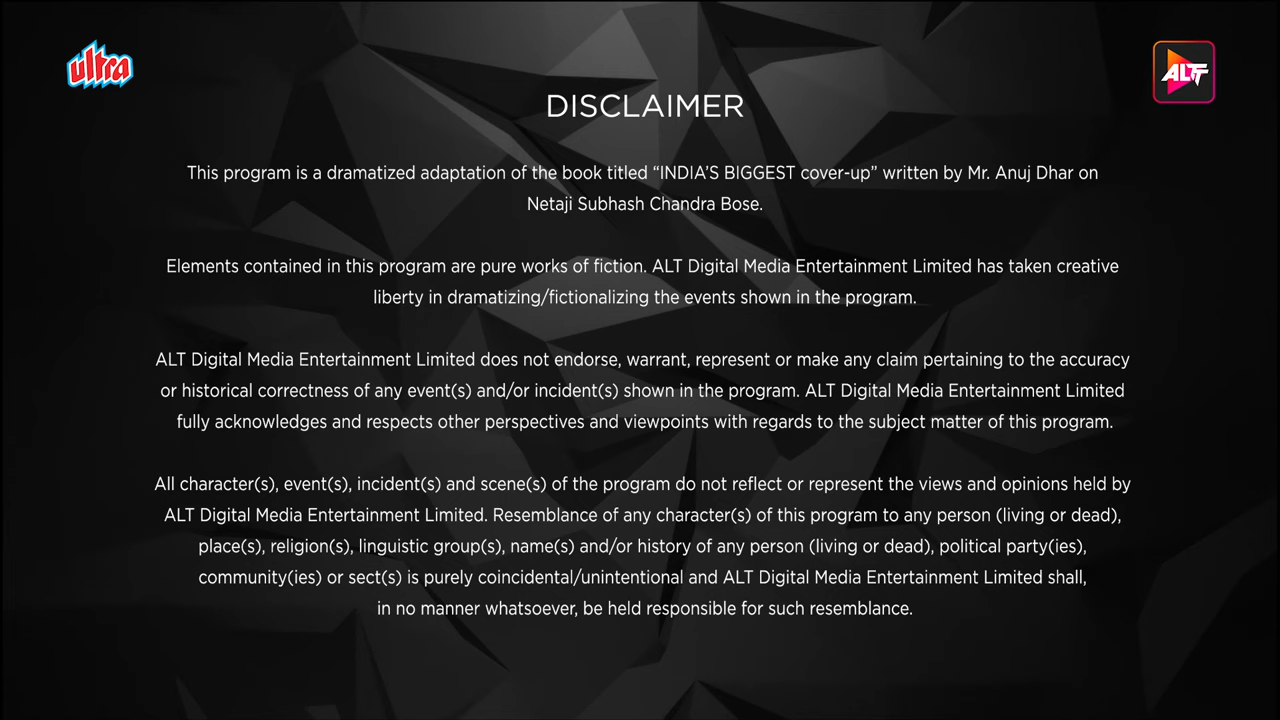 ultra
ALTT
DISCLAIMER
This program is a dramatized adaptation of the book titled “INDIA’S BIGGEST cover-up” written by Mr. Anuj Dhar on
Netaji Subhash Chandra Bose.
Elements contained in this program are pure works of fiction. ALT Digital Media Entertainment Limited has taken creative
liberty in dramatizing/fictionalizing the events shown in the program.
ALT Digital Media Entertainment Limited does not endorse, warrant, represent or make any claim pertaining to the accuracy
or historical correctness of any event(s) and/or incident(s) shown in the program. ALT Digital Media Entertainment Limited
fully acknowledges and respects other perspectives and viewpoints with regards to the subject matter of this program.
All character(s), event(s), incident(s) and scene(s) of the program do not reflect or represent the views and opinions held by
ALT Digital Media Entertainment Limited. Resemblance of any character(s) of this program to any person (living or dead),
place(s), religion(s), linguistic group(s), name(s) and/or history of any person (living or dead), political party(ies),
community(ies) or sect(s) is purely coincidental/unintentional and ALT Digital Media Entertainment Limited shall,
in no manner whatsoever, be held responsible for such resemblance.